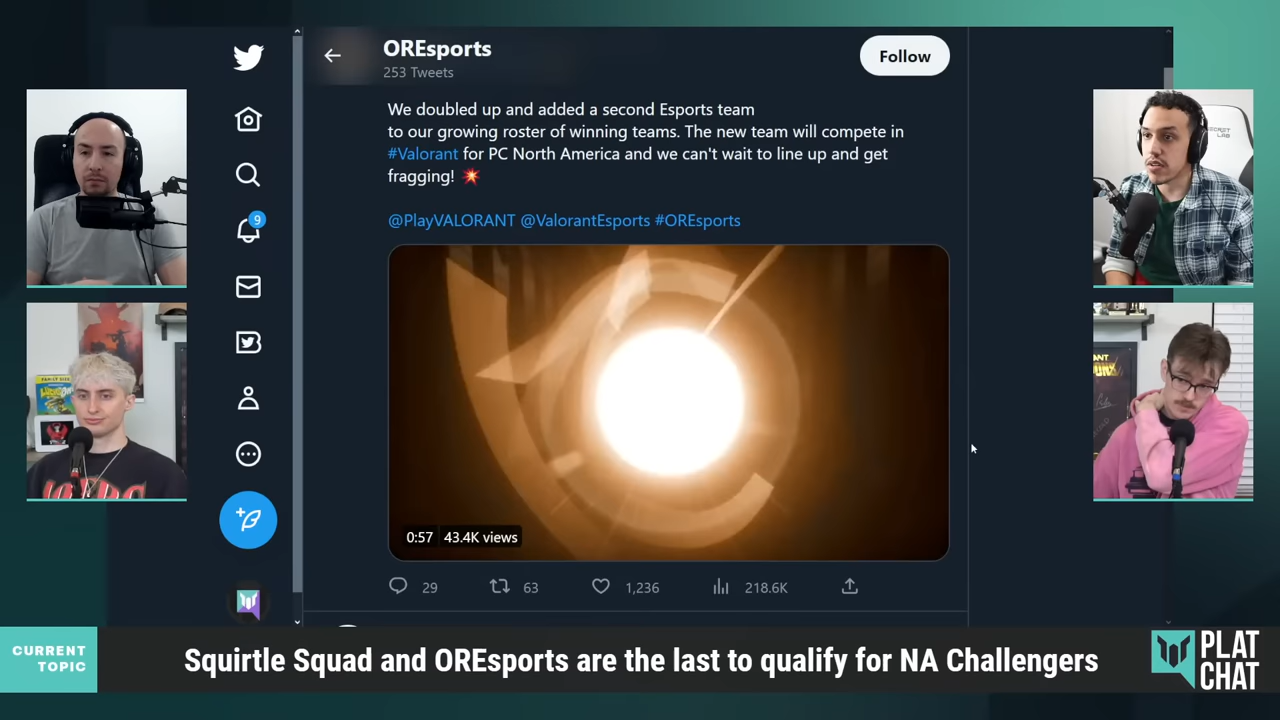 OREsports
253 Tweets
Follow
We doubled up and added a second Esports team
to our growing roster of winning teams. The new team will compete in
#Valorant for PC North America and we can't wait to line up and get
fragging! 💥
@PlayVALORANT @ValorantEsports #OREsports
9
0:57 43.4K views
29 63 1,236 218.6K
SECRET
LAB
CURRENT
TOPIC
Squirtle Squad and OREsports are the last to qualify for NA Challengers
PLAT
CHAT